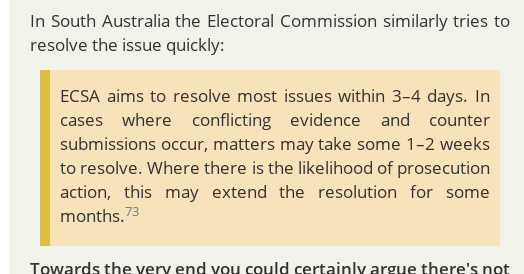 In South Australia the Electoral Commission similarly tries to
resolve the issue quickly:
ECSA aims to resolve most issues within 3–4 days. In
cases where conflicting evidence and counter
submissions occur, matters may take some 1–2 weeks
to resolve. Where there is the likelihood of prosecution
action, this may extend the resolution for some
months.73
Towards the very end you could certainly argue there's not